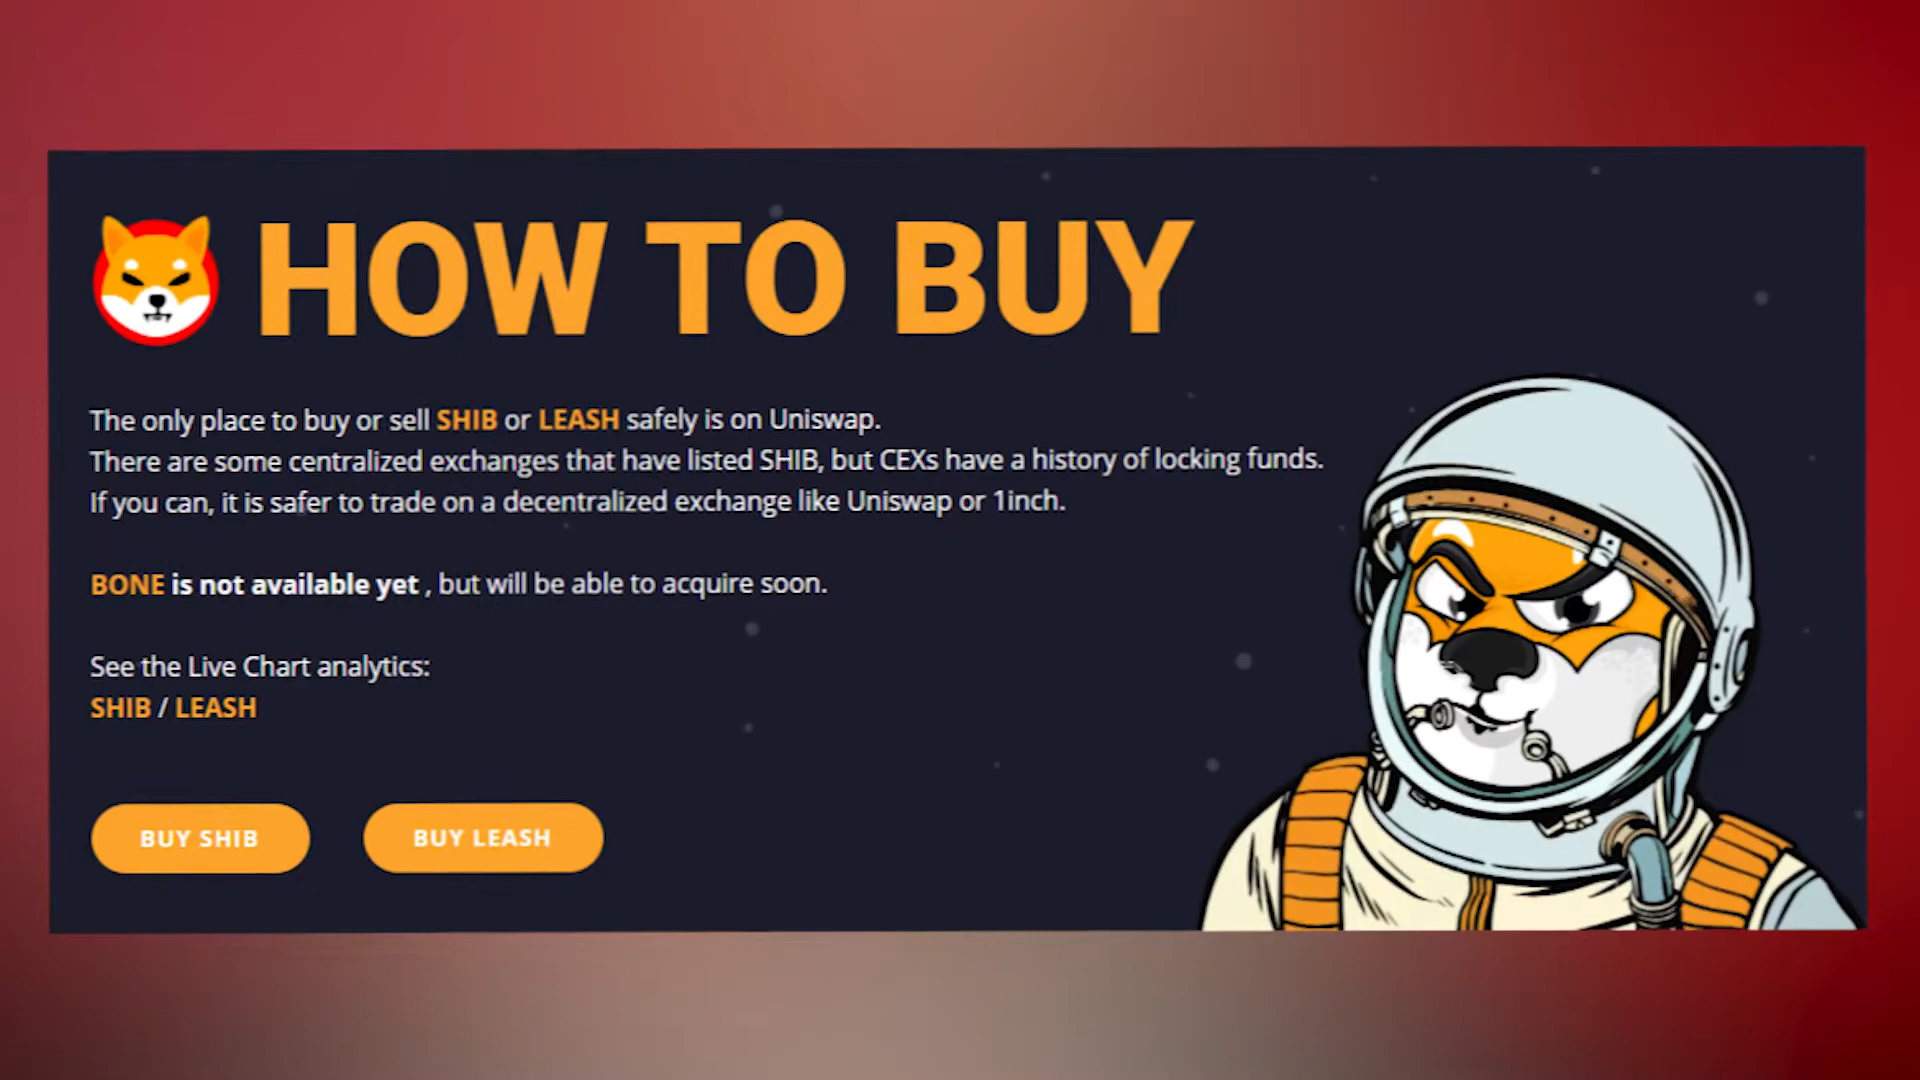 HOW TO BUY
The only place to buy or sell SHIB or LEASH safely is on Uniswap.
There are some centralized exchanges that have listed SHIB, but CEXs have a history of locking funds.
If you can, it is safer to trade on a decentralized exchange like Uniswap or 1inch.
BONE is not available yet , but will be able to acquire soon.
See the Live Chart analytics:
SHIB / LEASH
BUY SHIB
BUY LEASH